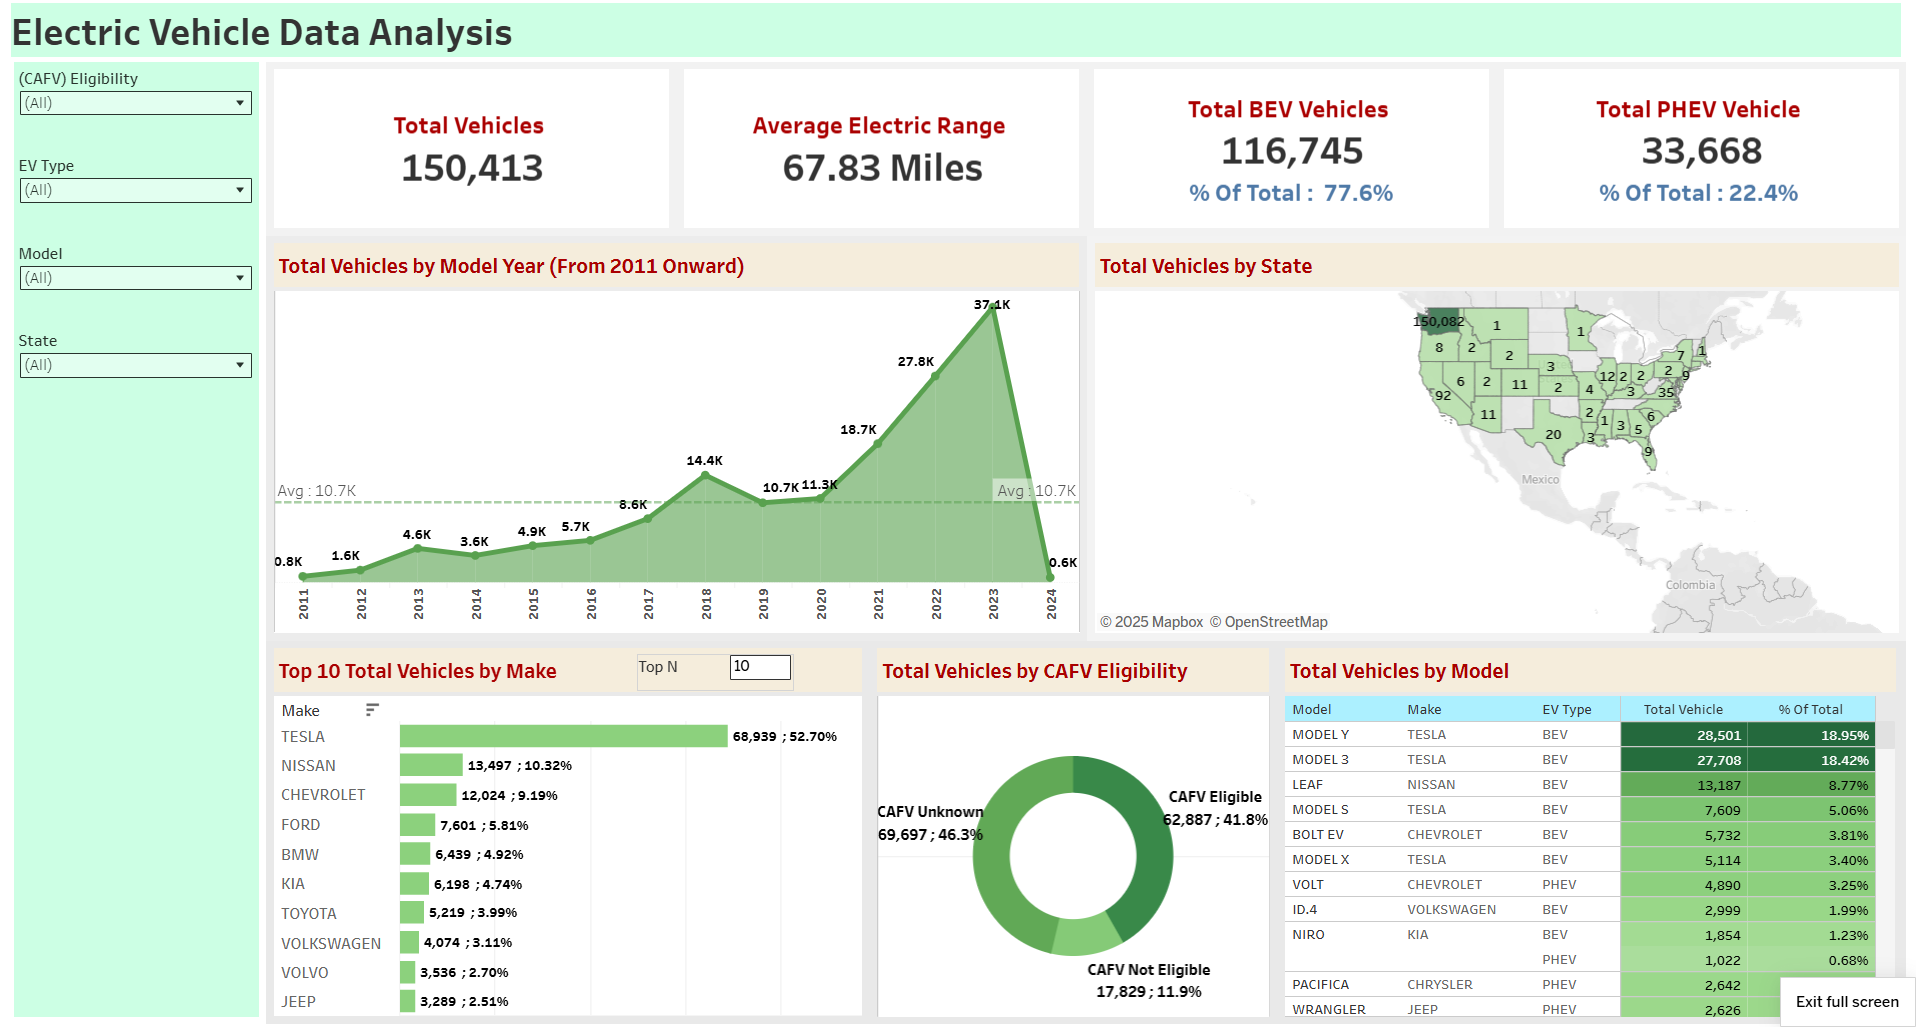 Electric Vehicle Data Analysis
(CAFV) Eligibility
(All)
EV Type
(All)
Model
(All)
State
(All)
Total Vehicles
150,413
Average Electric Range
67.83 Miles
Total BEV Vehicles
116,745
% Of Total : 77.6%
Total PHEV Vehicle
33,668
% Of Total : 22.4%
Total Vehicles by Model Year (From 2011 Onward)
37.1K
27.8K
18.7K
14.4K
10.7K
11.3K
8.6K
5.7K
4.9K
3.6K
4.6K
1.6K
0.8K
0.6K
Avg : 10.7K
Avg : 10.7K
2011
2012
2013
2014
2015
2016
2017
2018
2019
2020
2021
2022
2023
2024
Total Vehicles by State
150,082
1
1
8
2
2
7
1
3
2
9
6
2
11
2
4
12
2
2
3
35
92
11
2
6
20
3
1
3
5
9
Mexico
Colombia
© 2025 Mapbox © OpenStreetMap
Top 10 Total Vehicles by Make
Top N
10
Make
TESLA 68,939 ; 52.70%
NISSAN 13,497 ; 10.32%
CHEVROLET 12,024 ; 9.19%
FORD 7,601 ; 5.81%
BMW 6,439 ; 4.92%
KIA 6,198 ; 4.74%
TOYOTA 5,219 ; 3.99%
VOLKSWAGEN 4,074 ; 3.11%
VOLVO 3,536 ; 2.70%
JEEP 3,289 ; 2.51%
Total Vehicles by CAFV Eligibility
CAFV Unknown
69,697 ; 46.3%
CAFV Eligible
62,887 ; 41.8%
CAFV Not Eligible
17,829 ; 11.9%
Total Vehicles by Model
Model Make EV Type Total Vehicle % Of Total
MODEL Y TESLA BEV 28,501 18.95%
MODEL 3 TESLA BEV 27,708 18.42%
LEAF NISSAN BEV 13,187 8.77%
MODEL S TESLA BEV 7,609 5.06%
BOLT EV CHEVROLET BEV 5,732 3.81%
MODEL X TESLA BEV 5,114 3.40%
VOLT CHEVROLET PHEV 4,890 3.25%
ID.4 VOLKSWAGEN BEV 2,999 1.99%
NIRO KIA BEV 1,854 1.23%
PHEV 1,022 0.68%
PACIFICA CHRYSLER PHEV 2,642
WRANGLER JEEP PHEV 2,626
Exit full screen